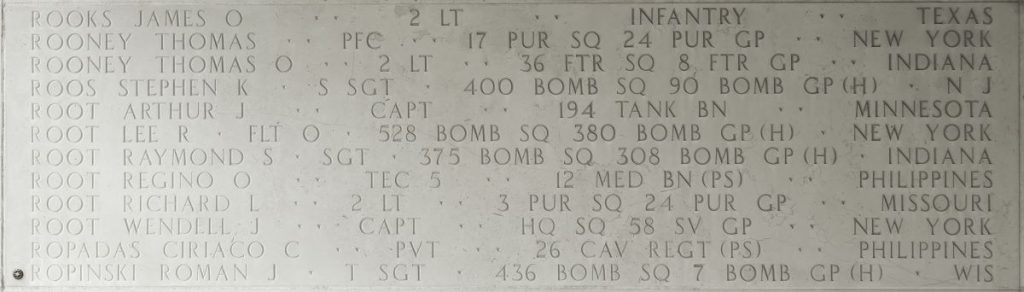 ROOKS JAMES O · · 2 LT · · INFANTRY · · TEXAS
ROONEY THOMAS · · PFC · · 17 PUR SQ 24 PUR GP · · NEW YORK
ROONEY THOMAS O · · 2 LT · · 36 FTR SQ 8 FTR GP · · INDIANA
ROOS STEPHEN K · S SGT · 400 BOMB SQ 90 BOMB GP (H) · N J
ROOT ARTHUR J · · CAPT · · 194 TANK BN · · MINNESOTA
ROOT LEE R · FLT O · 528 BOMB SQ 380 BOMB GP (H) · NEW YORK
ROOT RAYMOND S · SGT · 375 BOMB SQ 308 BOMB GP (H) · INDIANA
ROOT REGINO O · · TEC 5 · · 12 MED BN (PS) · · PHILIPPINES
ROOT RICHARD L · · 2 LT · · 3 PUR SQ 24 PUR GP · · MISSOURI
ROOT WENDELL J · · CAPT · · HQ SQ 58 SV GP · · NEW YORK
ROPADAS CIRIACO C · · PVT · · 26 CAV REGT (PS) · · PHILIPPINES
ROPINSKI ROMAN J · T SGT · 436 BOMB SQ 7 BOMB GP (H) · WIS